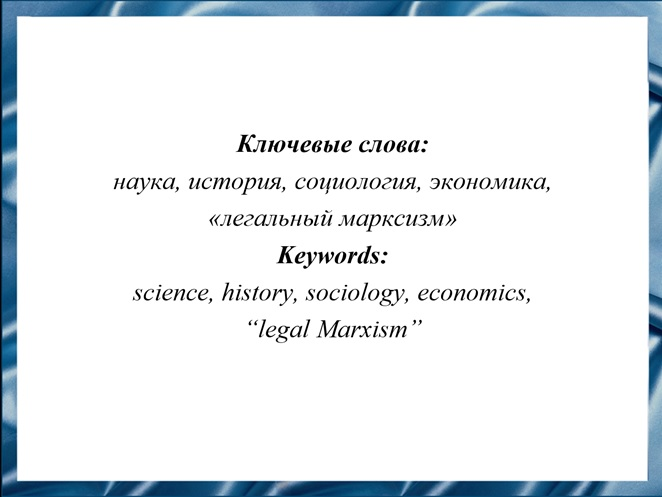 Ключевые слова:
наука, история, социология, экономика,
«легальный марксизм»
Keywords:
science, history, sociology, economics,
“legal Marxism”